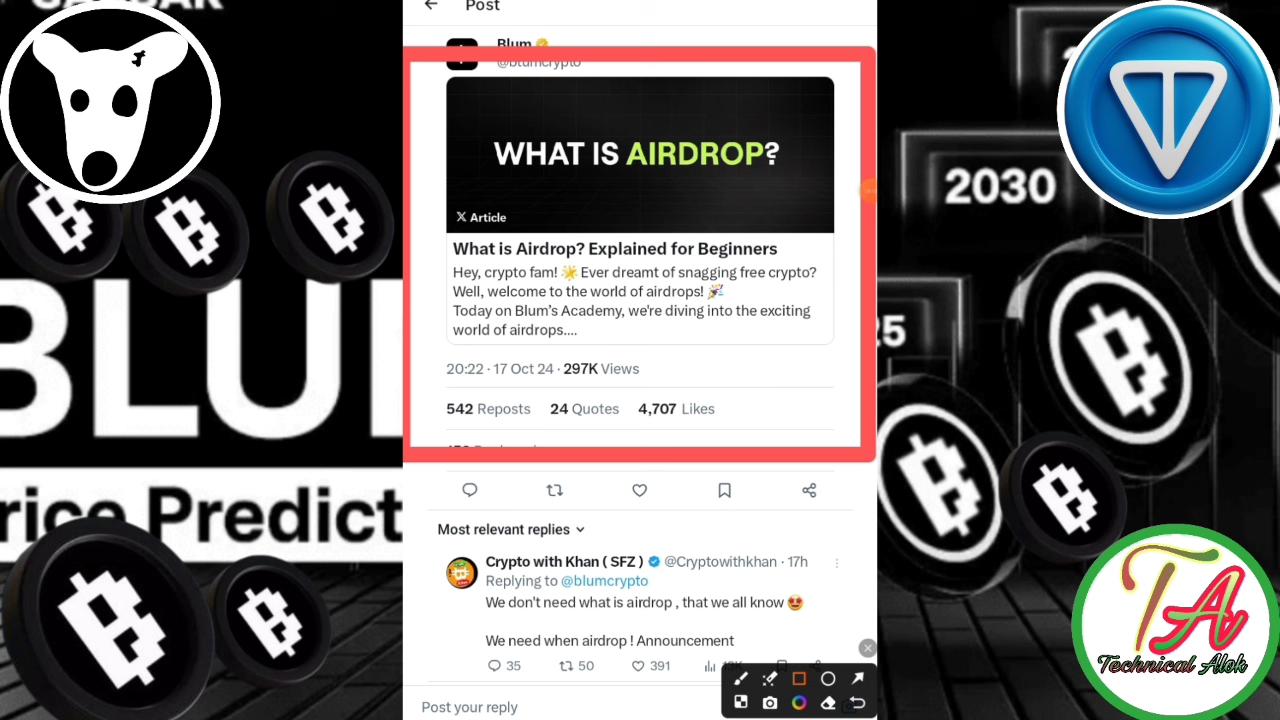 Post
Blum
@blumcrypto
WHAT IS AIRDROP?
X Article
What is Airdrop? Explained for Beginners
Hey, crypto fam! 🌟 Ever dreamt of snagging free crypto?
Well, welcome to the world of airdrops! 🎉
Today on Blum's Academy, we're diving into the exciting
world of airdrops....
20:22 · 17 Oct 24 · 297K Views
542 Reposts 24 Quotes 4,707 Likes
Most relevant replies
Crypto with Khan ( SFZ ) @Cryptowithkhan · 17h
Replying to @blumcrypto
We don't need what is airdrop , that we all know 😍
We need when airdrop ! Announcement
35 50 391
Post your reply
BLU
rice Predict
2030
25
TA
Technical Alok